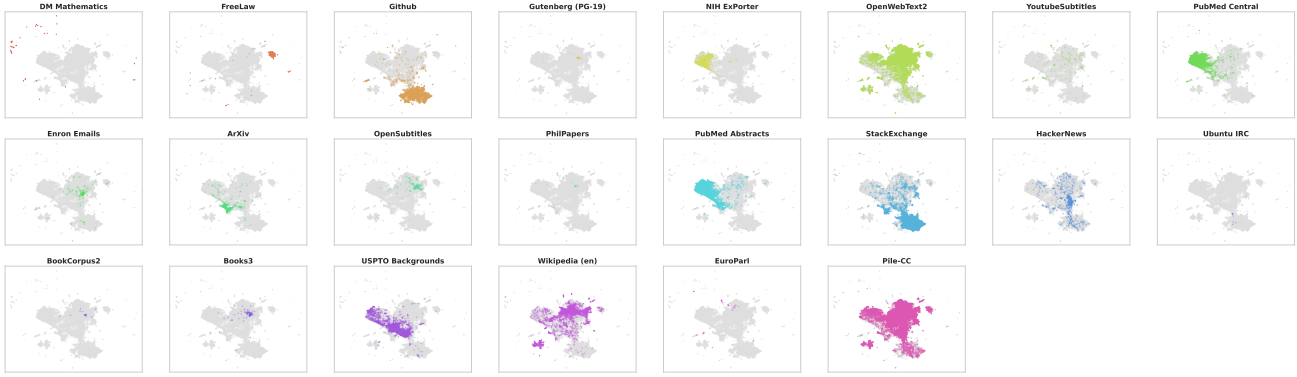 DM Mathematics
FreeLaw
Github
Gutenberg (PG-19)
NIH ExPorter
OpenWebText2
YoutubeSubtitles
PubMed Central
Enron Emails
ArXiv
OpenSubtitles
PhilPapers
PubMed Abstracts
StackExchange
HackerNews
Ubuntu IRC
BookCorpus2
Books3
USPTO Backgrounds
Wikipedia (en)
EuroParl
Pile-CC